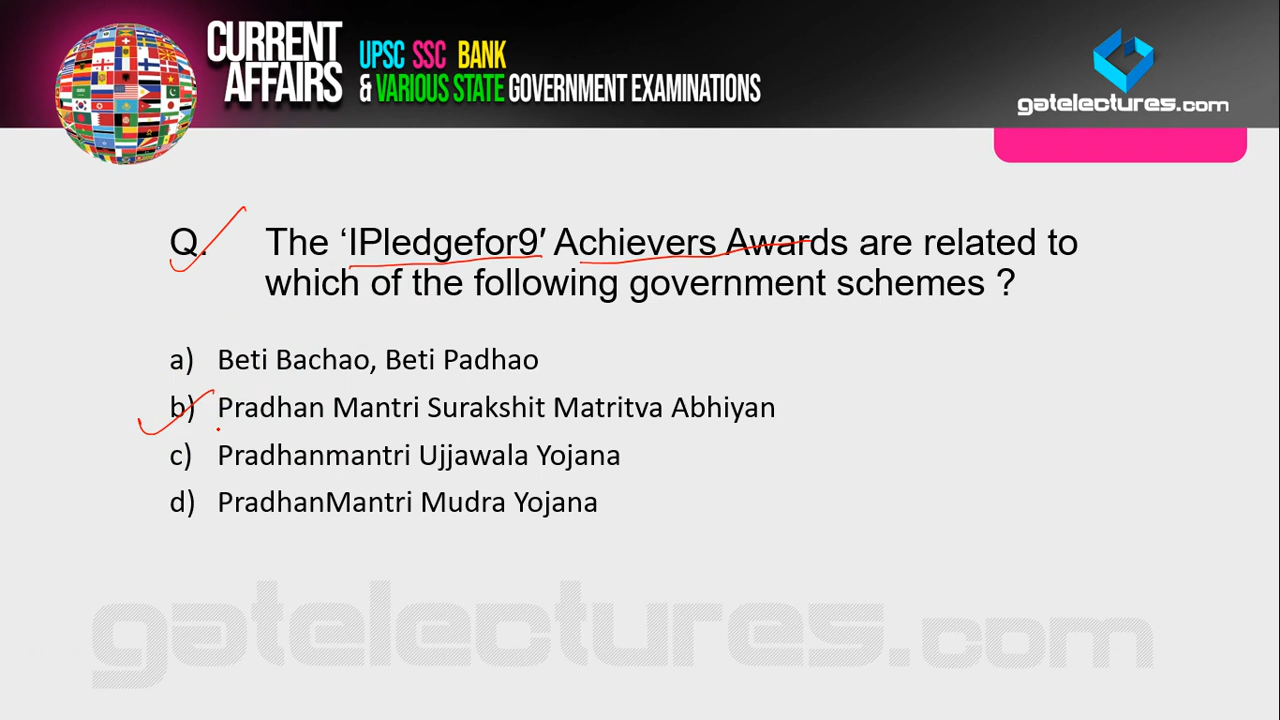 CURRENT
AFFAIRS
UPSC SSC BANK
& VARIOUS STATE GOVERNMENT EXAMINATIONS
gatelectures.com
Q. The ‘IPledgefor9′ Achievers Awards are related to
which of the following government schemes ?
a) Beti Bachao, Beti Padhao
b) Pradhan Mantri Surakshit Matritva Abhiyan
c) Pradhanmantri Ujjawala Yojana
d) PradhanMantri Mudra Yojana
gatelectures.com